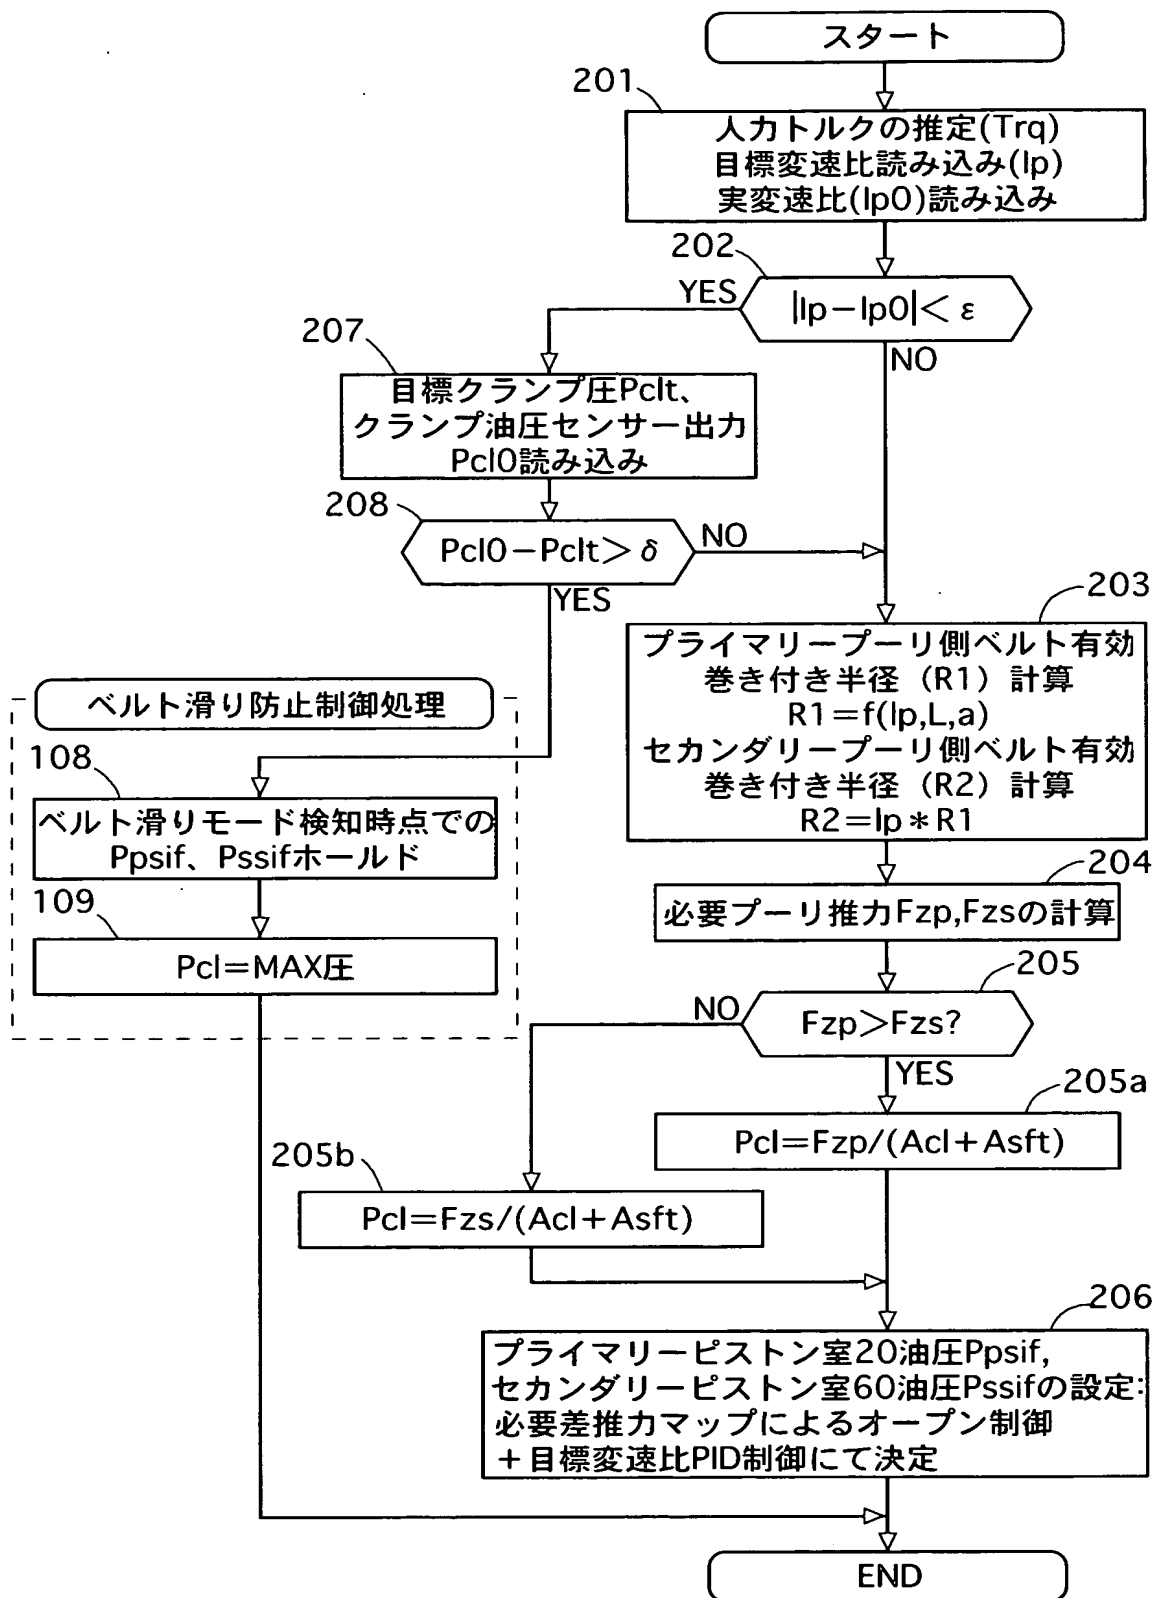 スタート
201
人力トルクの推定(Trq)
目標変速比読み込み(Ip)
実変速比(Ip0)読み込み
202
YES
|Ip−Ip0|<ε
NO
207
目標クランプ圧Pclt、
クランプ油圧センサー出力
Pcl0読み込み
208
Pcl0−Pclt>δ
NO
YES
203
プライマリープーリ側ベルト有効
巻き付き半径（R1）計算
R1=f(Ip,L,a)
セカンダリープーリ側ベルト有効
巻き付き半径（R2）計算
R2=Ip*R1
ベルト滑り防止制御処理
108
ベルト滑りモード検知時点での
Ppsif、Pssifホールド
109
Pcl=MAX圧
204
必要プーリ推力Fzp,Fzsの計算
205
NO
Fzp>Fzs?
YES
205a
Pcl=Fzp/(Acl+Asft)
205b
Pcl=Fzs/(Acl+Asft)
206
プライマリーピストン室20油圧Ppsif,
セカンダリーピストン室60油圧Pssifの設定:
必要差推力マップによるオープン制御
+目標変速比PID制御にて決定
END